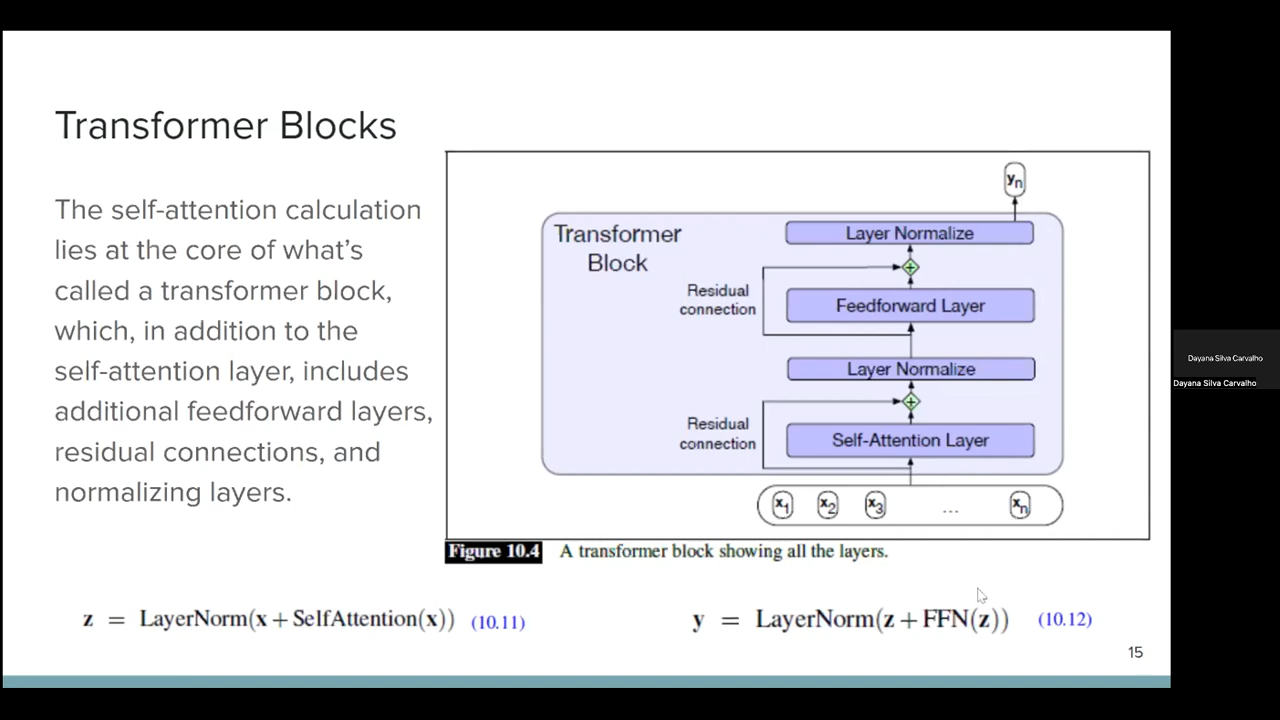 Transformer Blocks
The self-attention calculation
lies at the core of what's
called a transformer block,
which, in addition to the
self-attention layer, includes
additional feedforward layers,
residual connections, and
normalizing layers.
yn
Transformer
Block
Layer Normalize
+
Residual
connection
Feedforward Layer
Layer Normalize
+
Residual
connection
Self-Attention Layer
x1 x2 x3 ... xn
Figure 10.4 A transformer block showing all the layers.
z = LayerNorm(x + SelfAttention(x)) (10.11)
y = LayerNorm(z + FFN(z)) (10.12)
15
Dayana Silva Carvalho
Dayana Silva Carvalho